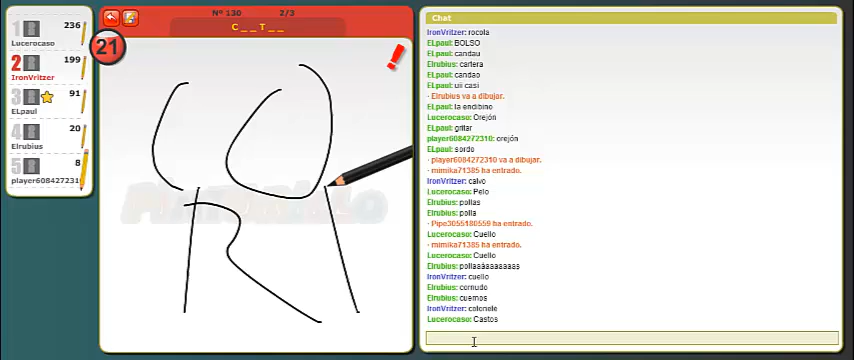 1 236
Lucerocaso
2 199
IronVritzer
3 91
ELpaul
4 20
Elrubius
5 8
player6084272319
21
Nº 130 2/3
C _ _ T _ _
!
Chat
IronVritzer: rocola
ELpaul: BOLSO
ELpaul: candau
Elrubius: cartera
ELpaul: candao
ELpaul: uii casi
· Elrubius va a dibujar.
ELpaul: la encibino
Lucerocaso: Orejón
ELpaul: gritar
player6084272310: orejón
ELpaul: sordo
· player6084272310 va a dibujar.
· mimika71385 ha entrado.
IronVritzer: calvo
Lucerocaso: Pelo
Elrubius: pollas
Elrubius: polla
· Pipe3055180559 ha entrado.
Lucerocaso: Cuello
· mimika71385 ha entrado.
Lucerocaso: Cuello
Elrubius: pollaaaaaaaaaas
IronVritzer: cuello
Elrubius: cornudo
Elrubius: cuernos
IronVritzer: coloriele
Lucerocaso: Castos